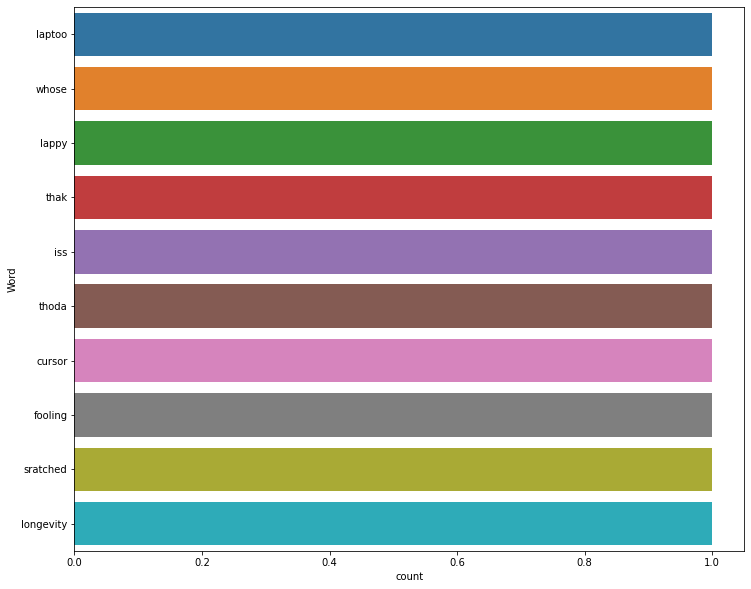 laptoo
whose
lappy
thak
iss
thoda
cursor
fooling
sratched
longevity
Word
0.0 0.2 0.4 0.6 0.8 1.0
count